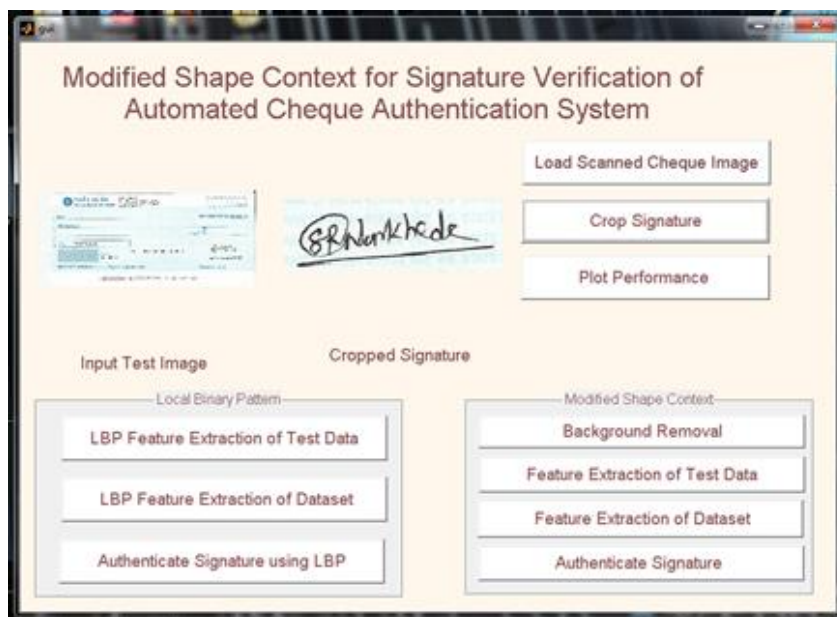 gui
Modified Shape Context for Signature Verification of
Automated Cheque Authentication System
Load Scanned Cheque Image
Crop Signature
Plot Performance
Input Test Image
Cropped Signature
Local Binary Pattern
LBP Feature Extraction of Test Data
LBP Feature Extraction of Dataset
Authenticate Signature using LBP
Modified Shape Context
Background Removal
Feature Extraction of Test Data
Feature Extraction of Dataset
Authenticate Signature